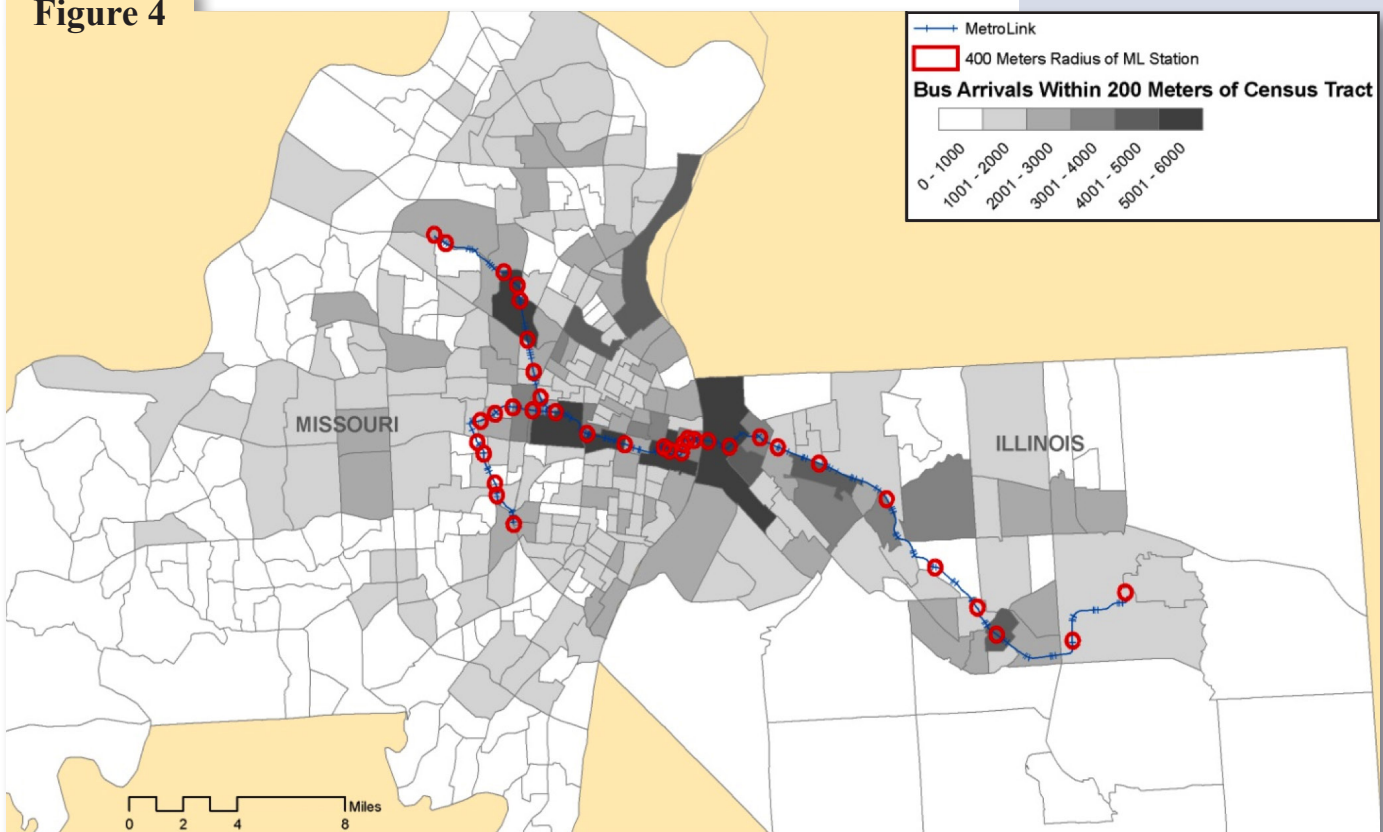 Figure 4
MetroLink
400 Meters Radius of ML Station
Bus Arrivals Within 200 Meters of Census Tract
0 - 1000
1001 - 2000
2001 - 3000
3001 - 4000
4001 - 5000
5001 - 6000
MISSOURI
ILLINOIS
Miles
0 2 4 8